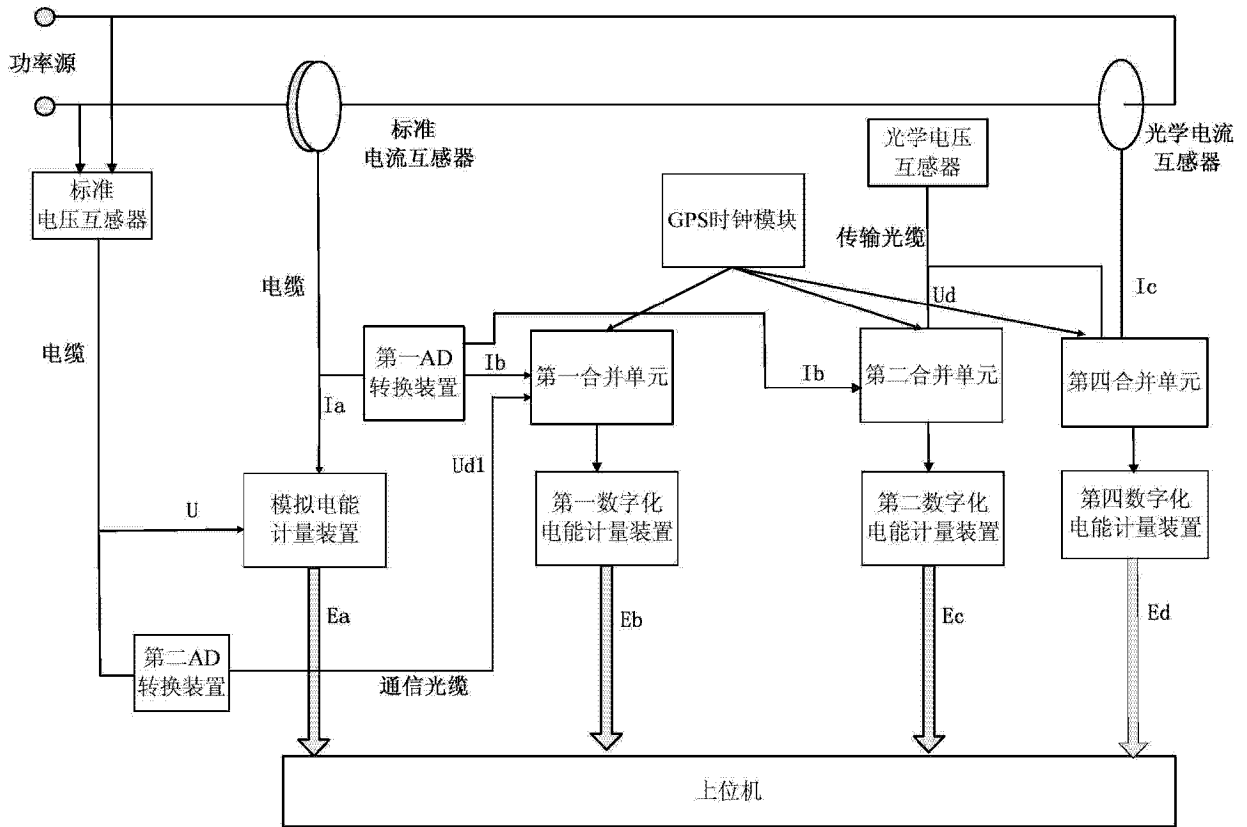 功率源
标准
电流互感器
光学电压
互感器
光学电流
互感器
标准
电压互感器
GPS时钟模块
传输光缆
电缆
Ud
Ic
电缆
第一AD
转换装置
Ib
第一合并单元
Ib
第二合并单元
第四合并单元
Ia
Ud1
模拟电能
计量装置
第一数字化
电能计量装置
第二数字化
电能计量装置
第四数字化
电能计量装置
U
Ea
Eb
Ec
Ed
第二AD
转换装置
通信光缆
上位机